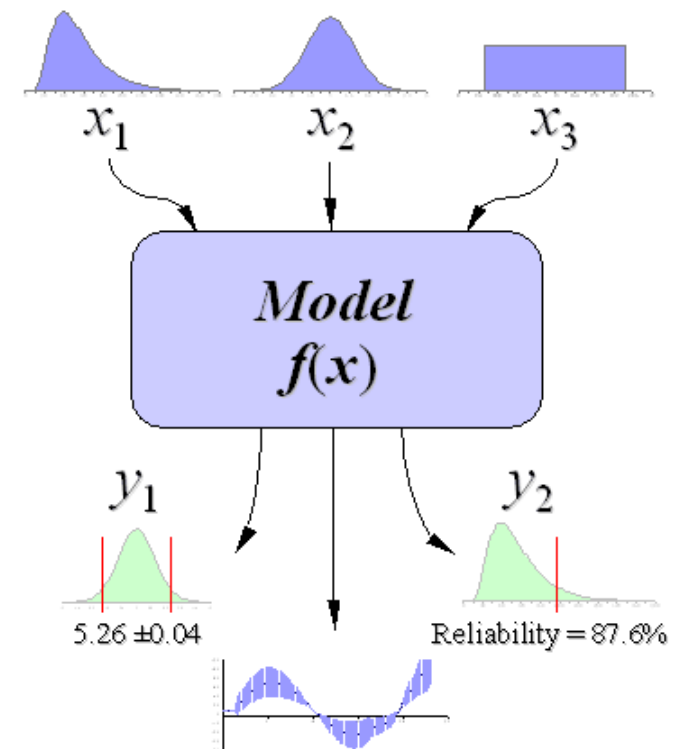 x₁ x₂ x₃
Model
f(x)
y₁ y₂
5.26 ±0.04 Reliability = 87.6%